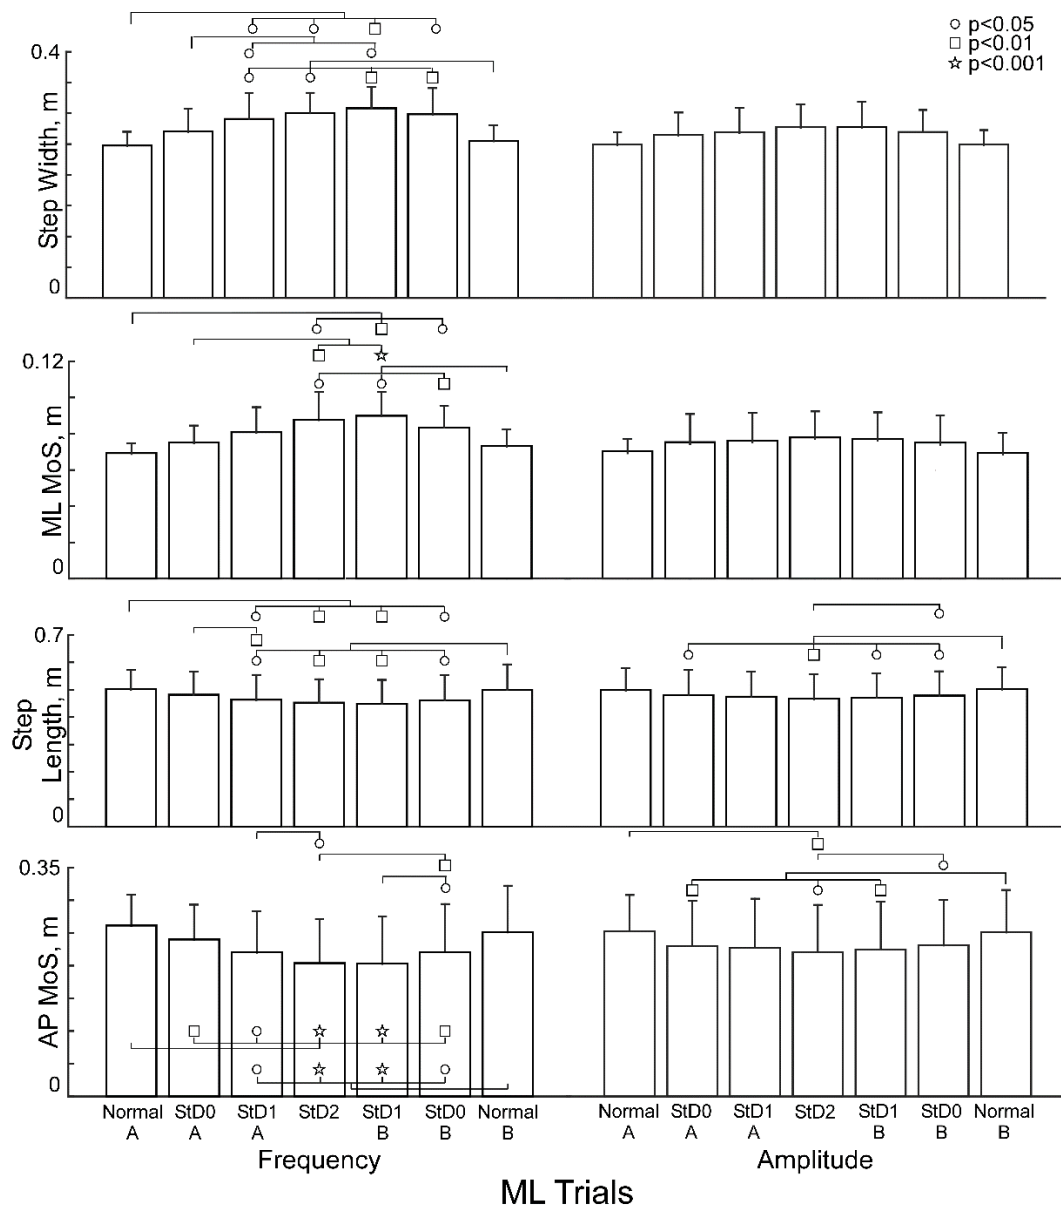 p<0.05
p<0.01
p<0.001
0.4
Step Width, m
0
0.12
ML MoS, m
0
0.7
Step
Length, m
0
0.35
AP MoS, m
0
Normal StD0 StD1 StD2 StD1 StD0 Normal Normal StD0 StD1 StD2 StD1 StD0 Normal
A A A B B B A A A B B B
Frequency Amplitude
ML Trials